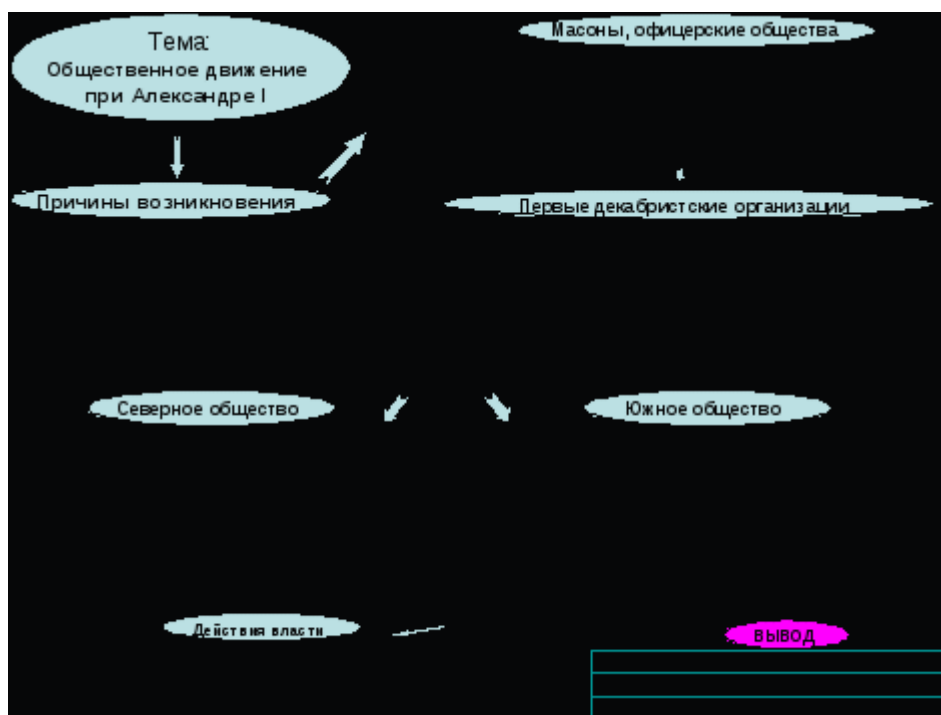 Тема:
Общественное движение
при Александре I
Масоны, офицерские общества
Причины возникновения
Первые декабристские организации
Северное общество
Южное общество
Действия власти
ВЫВОД